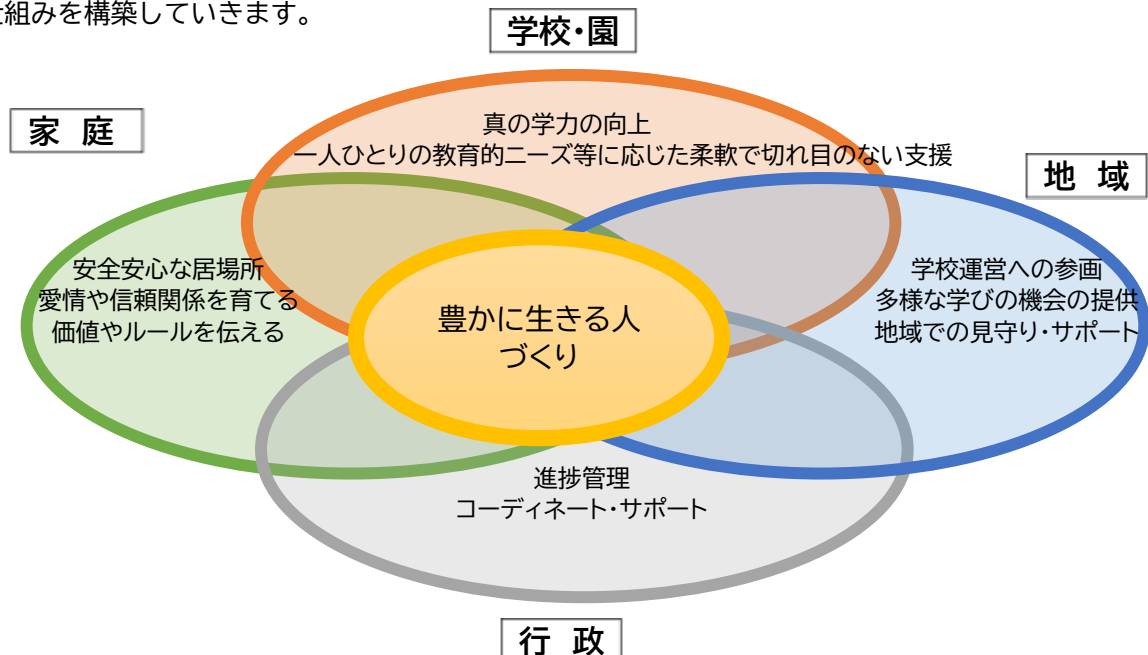 仕組みを構築していきます。
学校・園
家 庭
真の学力の向上
一人ひとりの教育的ニーズ等に応じた柔軟で切れ目のない支援
地 域
安全安心な居場所
愛情や信頼関係を育てる
価値やルールを伝える
学校運営への参画
多様な学びの機会の提供
地域での見守り・サポート
豊かに生きる人
づくり
進捗管理
コーディネート・サポート
行 政